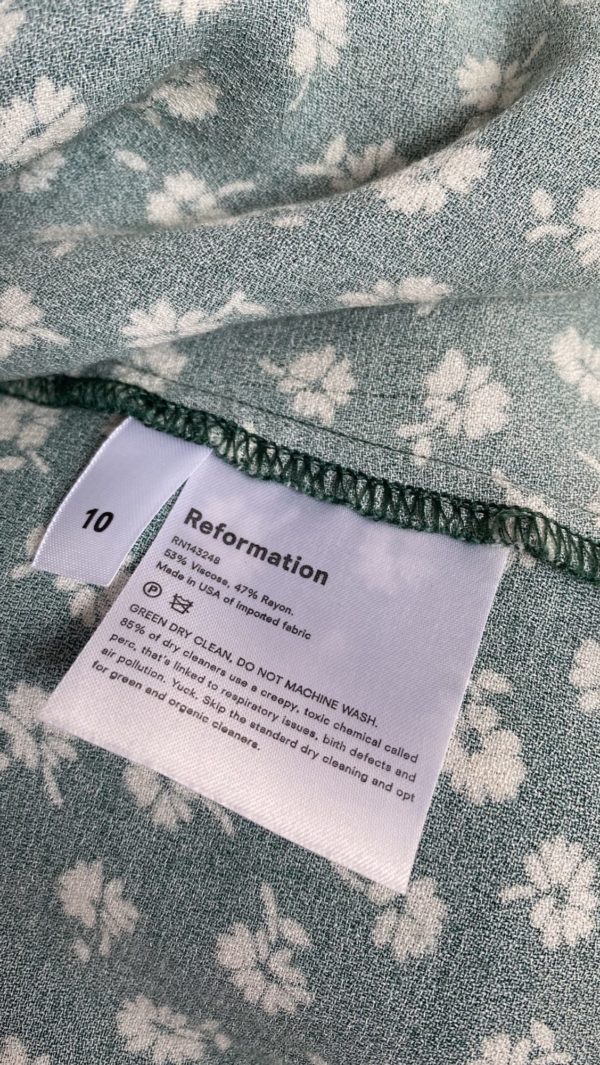 10
Reformation
RN143248
53% Viscose, 47% Rayon.
Made in USA of imported fabric
P
GREEN DRY CLEAN, DO NOT MACHINE WASH.
85% of dry cleaners use a creepy, toxic chemical called
perc, that's linked to respiratory issues, birth defects and
air pollution. Yuck. Skip the standard dry cleaning and opt
for green and organic cleaners.